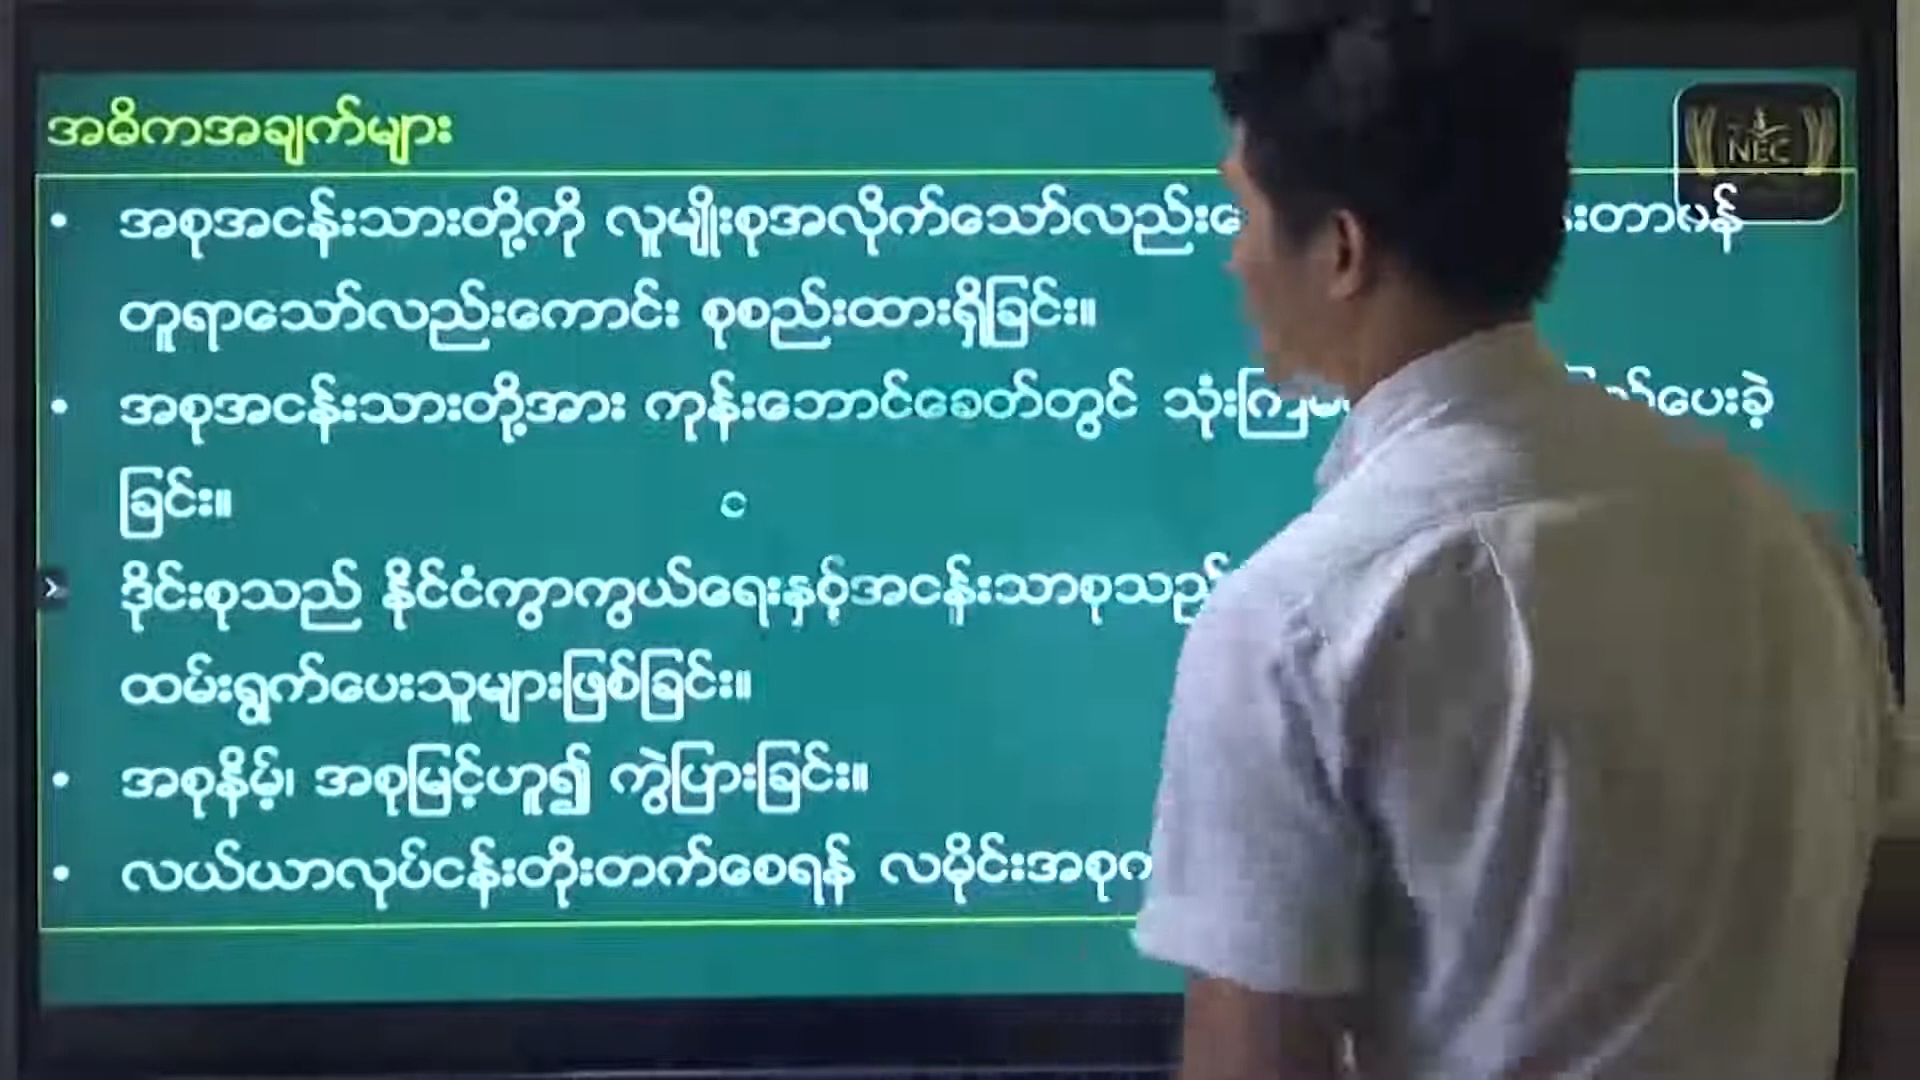 အဓိကအချက်များ
NEC
• အစုအငန်းသားတို့ကို လူမျိုးစုအလိုက်သော်လည်း တာဝန်
တူရာသော်လည်းကောင်း စုစည်းထားရှိခြင်း။
• အစုအငန်းသားတို့အား ကုန်းဘောင်ခေတ်တွင်
ခြင်း။
ဒိုင်းစုသည် နိုင်ငံကွာကွယ်ရေးနှင့်အငန်းသာစုသည်
ထမ်းရွက်ပေးသူများဖြစ်ခြင်း။
• အစုနိမ့်၊ အစုမြင့်ဟူ၍ ကွဲပြားခြင်း။
• လယ်ယာလုပ်ငန်းတိုးတက်စေရန် လမိုင်းအစု